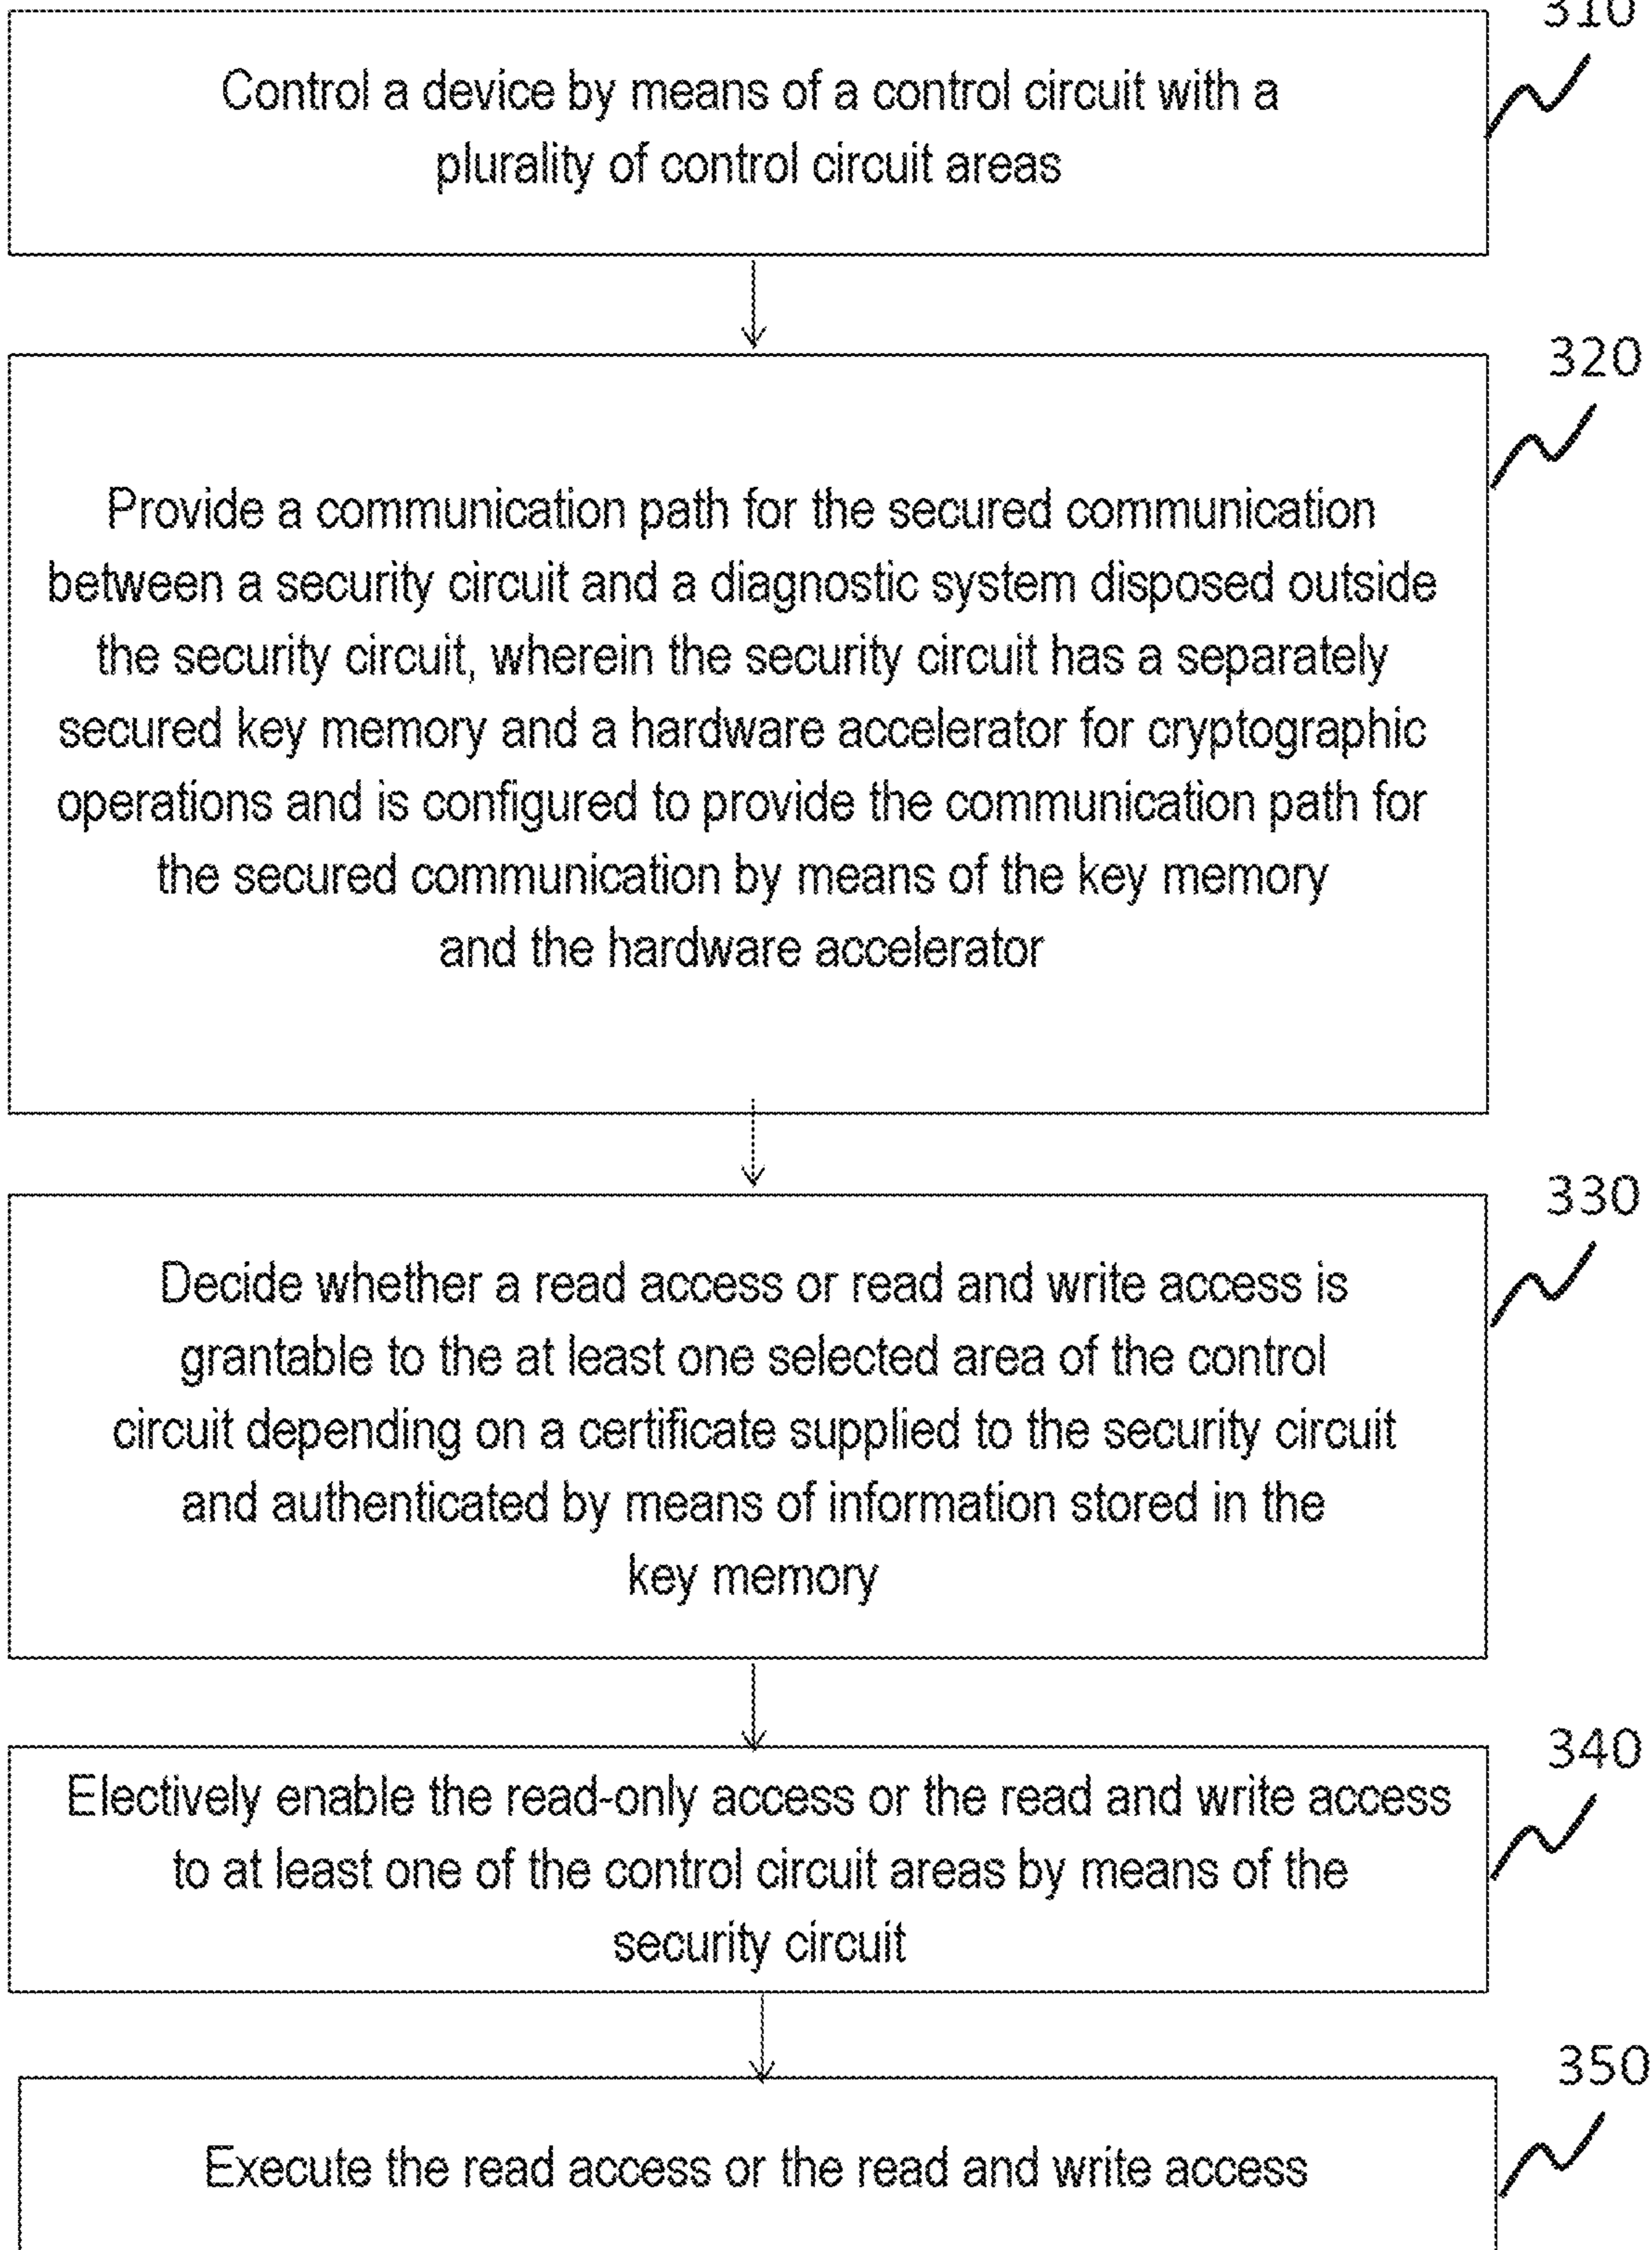 310
Control a device by means of a control circuit with a
plurality of control circuit areas
320
Provide a communication path for the secured communication
between a security circuit and a diagnostic system disposed outside
the security circuit, wherein the security circuit has a separately
secured key memory and a hardware accelerator for cryptographic
operations and is configured to provide the communication path for
the secured communication by means of the key memory
and the hardware accelerator
330
Decide whether a read access or read and write access is
grantable to the at least one selected area of the control
circuit depending on a certificate supplied to the security circuit
and authenticated by means of information stored in the
key memory
340
Electively enable the read-only access or the read and write access
to at least one of the control circuit areas by means of the
security circuit
350
Execute the read access or the read and write access